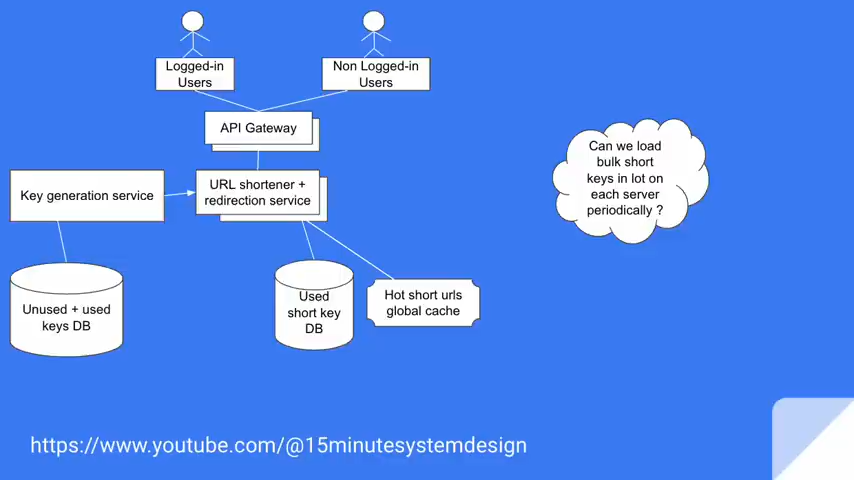 Logged-in
Users
Non Logged-in
Users
API Gateway
Key generation service
URL shortener +
redirection service
Can we load
bulk short
keys in lot on
each server
periodically ?
Unused + used
keys DB
Used
short key
DB
Hot short urls
global cache
https://www.youtube.com/@15minutesystemdesign